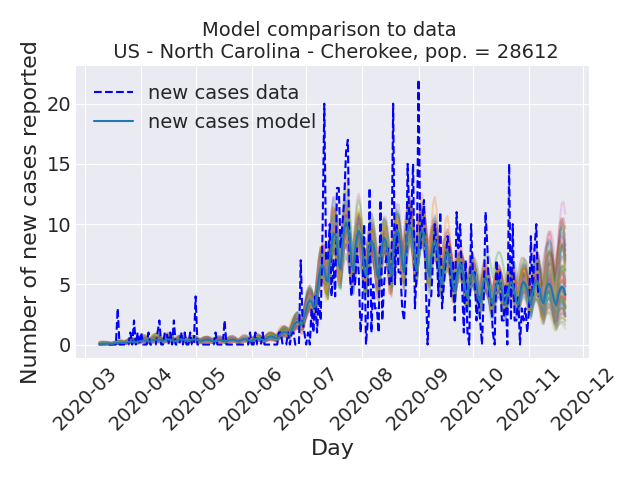 Model comparison to data
US - North Carolina - Cherokee, pop. = 28612
Number of new cases reported
20
15
10
5
0
new cases data
new cases model
2020-03
2020-04
2020-05
2020-06
2020-07
2020-08
2020-09
2020-10
2020-11
2020-12
Day